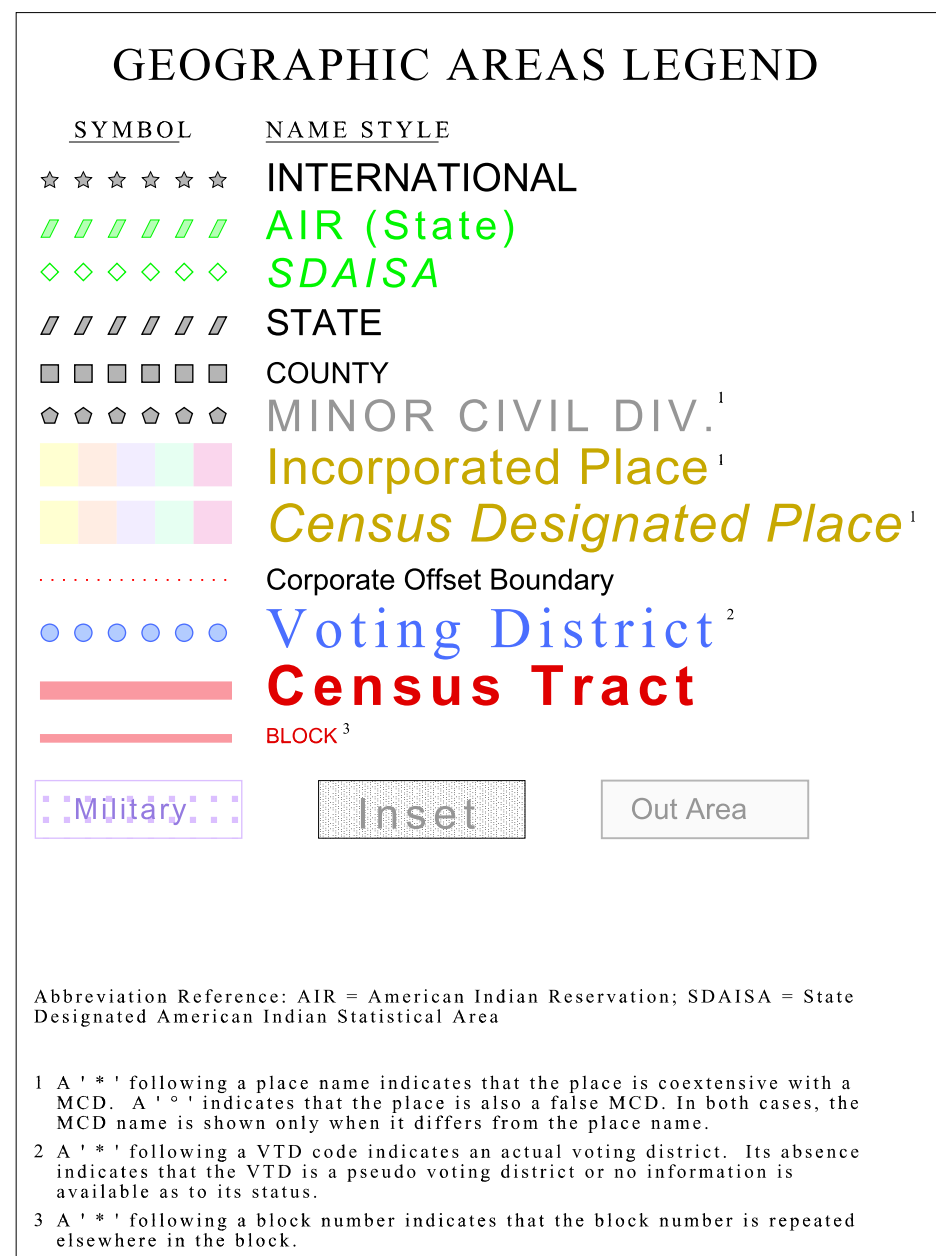 GEOGRAPHIC AREAS LEGEND
SYMBOL NAME STYLE
INTERNATIONAL
AIR (State)
SDAISA
STATE
COUNTY
MINOR CIVIL DIV. 1
Incorporated Place 1
Census Designated Place 1
Corporate Offset Boundary
Voting District 2
Census Tract
BLOCK 3
Military Inset Out Area
Abbreviation Reference: AIR = American Indian Reservation; SDAISA = State
Designated American Indian Statistical Area
1 A ' * ' following a place name indicates that the place is coextensive with a
MCD. A ' ° ' indicates that the place is also a false MCD. In both cases, the
MCD name is shown only when it differs from the place name.
2 A ' * ' following a VTD code indicates an actual voting district. Its absence
indicates that the VTD is a pseudo voting district or no information is
available as to its status.
3 A ' * ' following a block number indicates that the block number is repeated
elsewhere in the block.